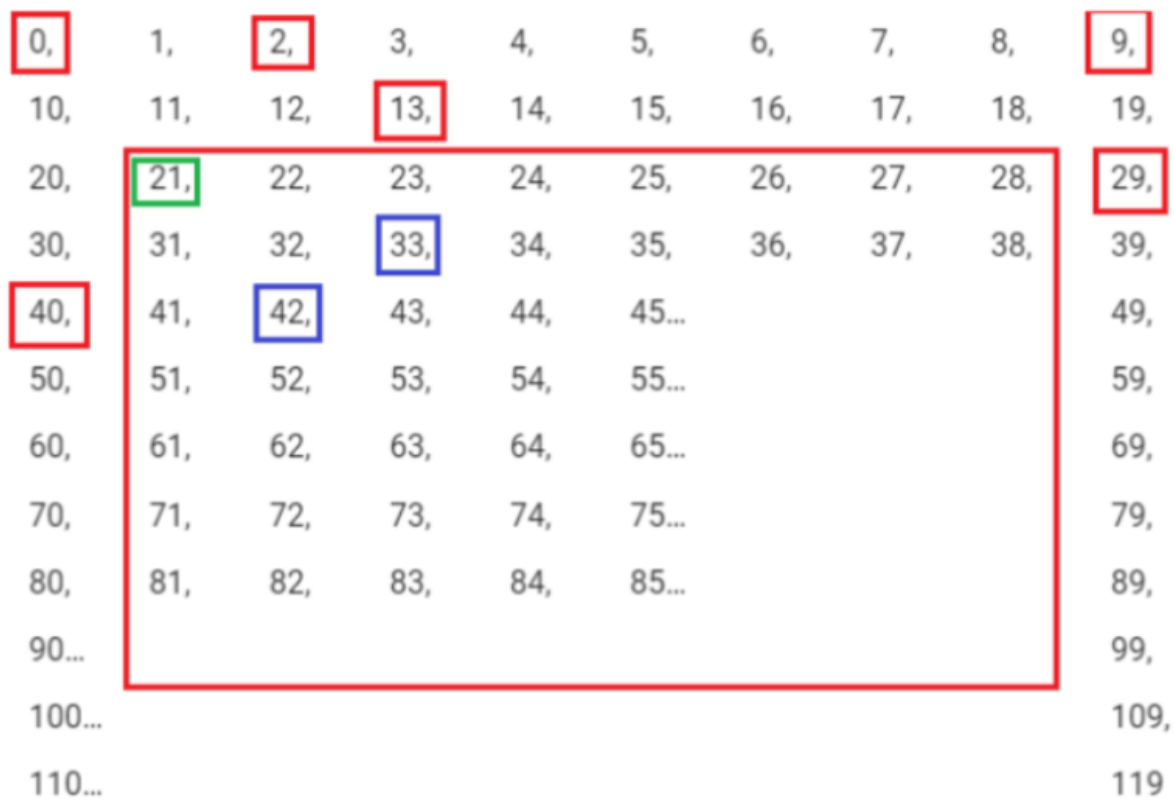 0, 1, 2, 3, 4, 5, 6, 7, 8, 9,
10, 11, 12, 13, 14, 15, 16, 17, 18, 19,
20, 21, 22, 23, 24, 25, 26, 27, 28, 29,
30, 31, 32, 33, 34, 35, 36, 37, 38, 39,
40, 41, 42, 43, 44, 45... 49,
50, 51, 52, 53, 54, 55... 59,
60, 61, 62, 63, 64, 65... 69,
70, 71, 72, 73, 74, 75... 79,
80, 81, 82, 83, 84, 85... 89,
90... 99,
100... 109,
110... 119